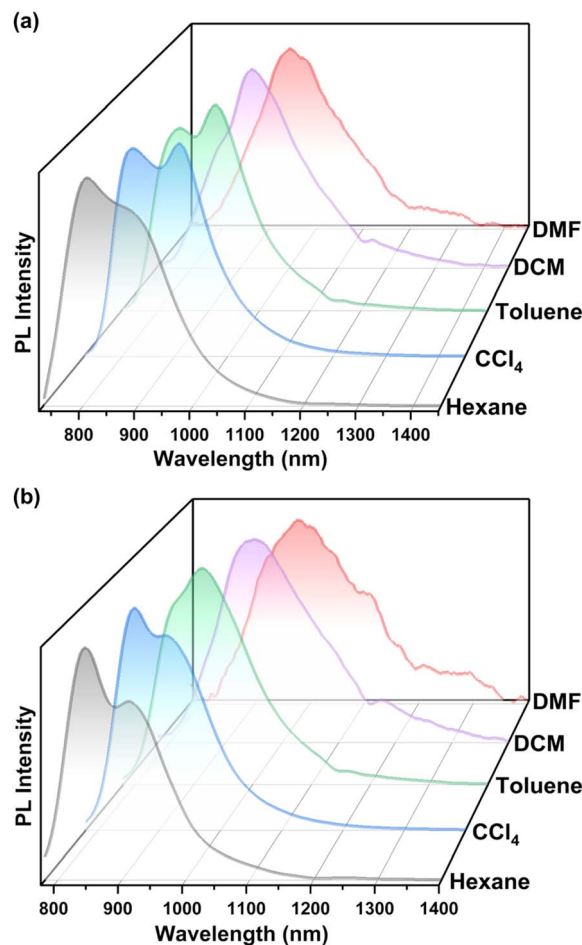 (a)
PL Intensity
DMF
DCM
Toluene
CCl₄
Hexane
800 900 1000 1100 1200 1300 1400
Wavelength (nm)
(b)
PL Intensity
DMF
DCM
Toluene
CCl₄
Hexane
800 900 1000 1100 1200 1300 1400
Wavelength (nm)